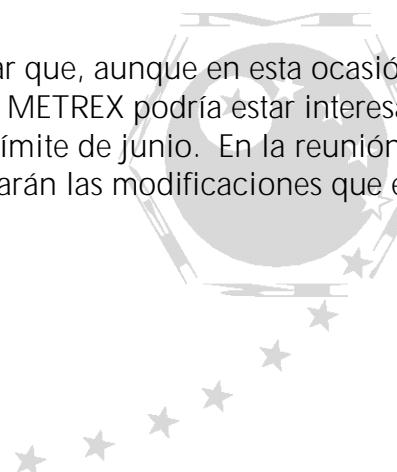 ar que, aunque en esta ocasió
METREX podría estar interesa
ímite de junio. En la reunión
arán las modificaciones que e